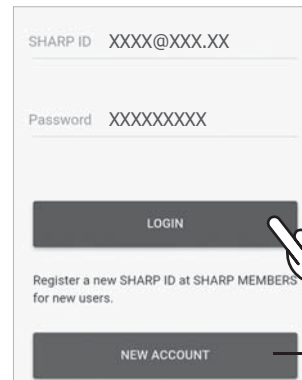 SHARP ID XXXX@XXX.XX
Password XXXXXXXXX
LOGIN
Register a new SHARP ID at SHARP MEMBERS
for new users.
NEW ACCOUNT